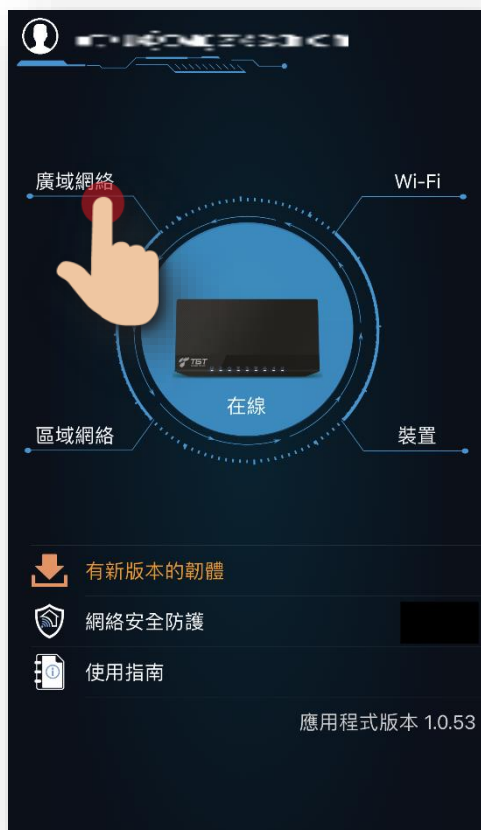 廣域網絡
Wi-Fi
TGT
在線
區域網絡
裝置
有新版本的韌體
網絡安全防護
使用指南
應用程式版本 1.0.53